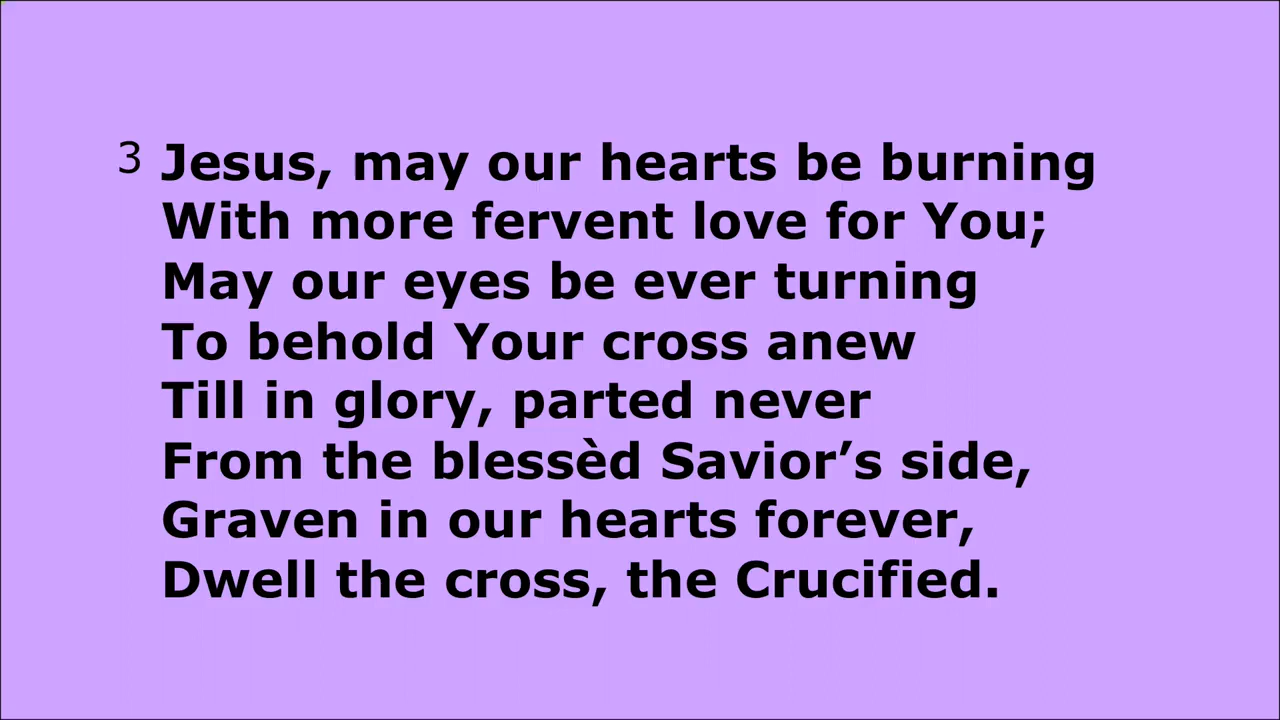 3 Jesus, may our hearts be burning
With more fervent love for You;
May our eyes be ever turning
To behold Your cross anew
Till in glory, parted never
From the blessèd Savior’s side,
Graven in our hearts forever,
Dwell the cross, the Crucified.